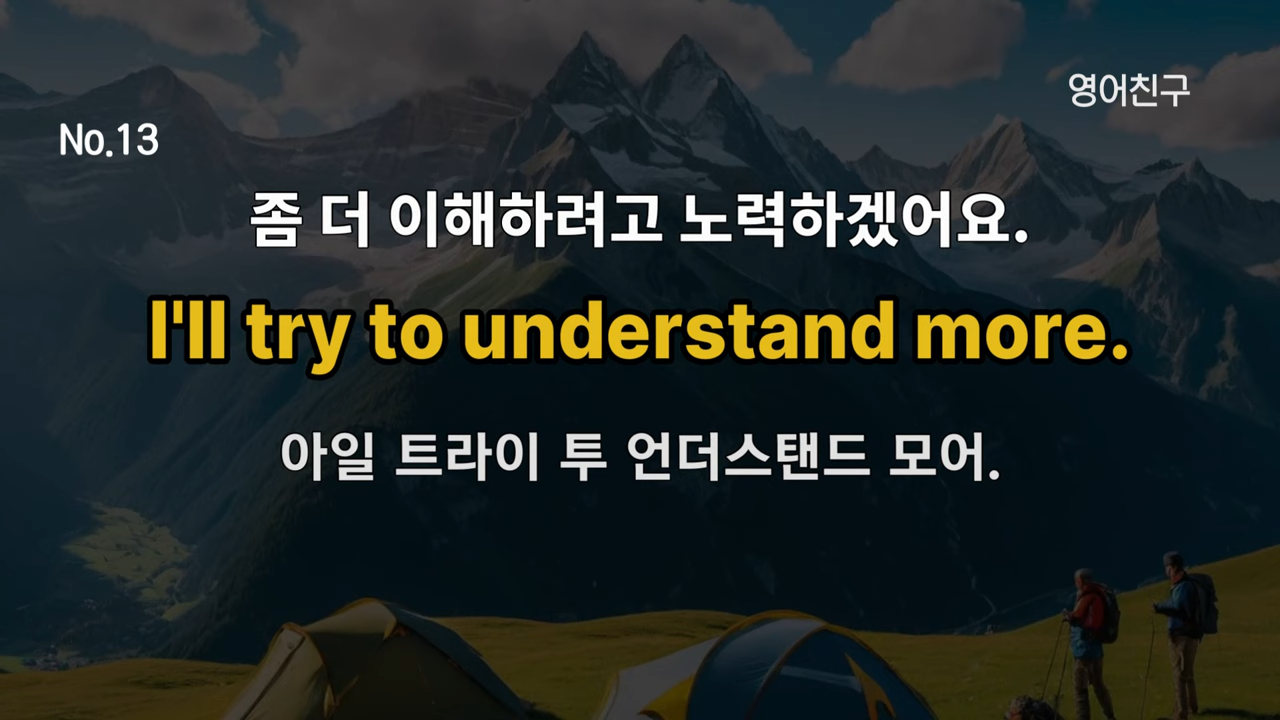 영어친구
No.13
좀 더 이해하려고 노력하겠어요.
I'll try to understand more.
아일 트라이 투 언더스탠드 모어.